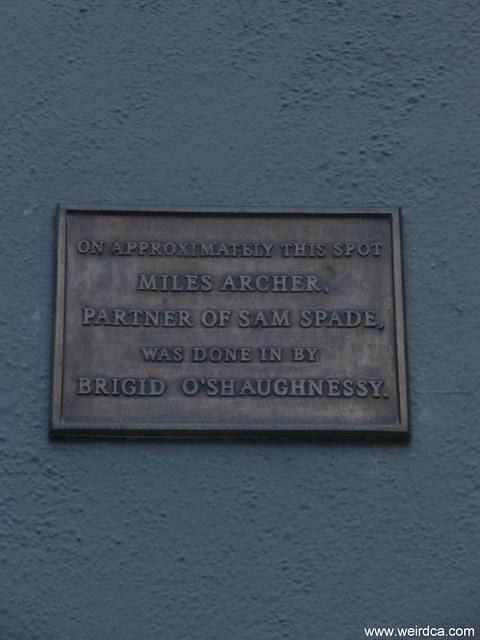 ON APPROXIMATELY THIS SPOT
MILES ARCHER,
PARTNER OF SAM SPADE,
WAS DONE IN BY
BRIGID O'SHAUGHNESSY.
www.weirdca.com